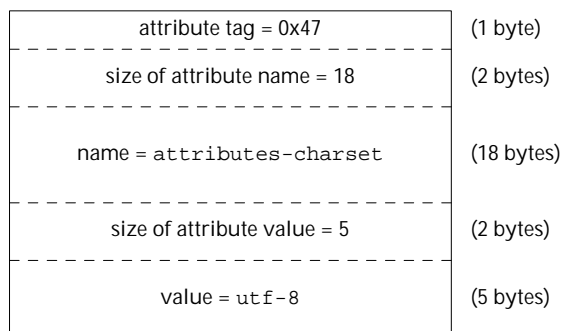 attribute tag = 0x47 (1 byte)
size of attribute name = 18 (2 bytes)
name = attributes-charset (18 bytes)
size of attribute value = 5 (2 bytes)
value = utf-8 (5 bytes)